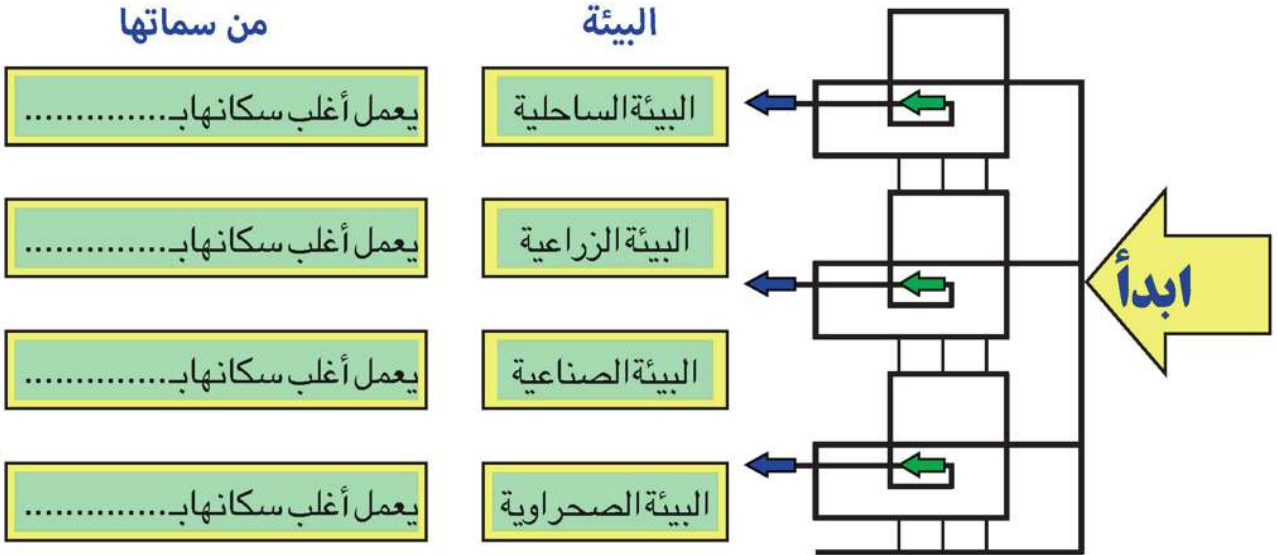 البيئة
من سماتها
البيئة الساحلية
يعمل أغلب سكانها بـ..............
البيئة الزراعية
يعمل أغلب سكانها بـ..............
البيئة الصناعية
يعمل أغلب سكانها بـ..............
البيئة الصحراوية
يعمل أغلب سكانها بـ..............
ابدأ